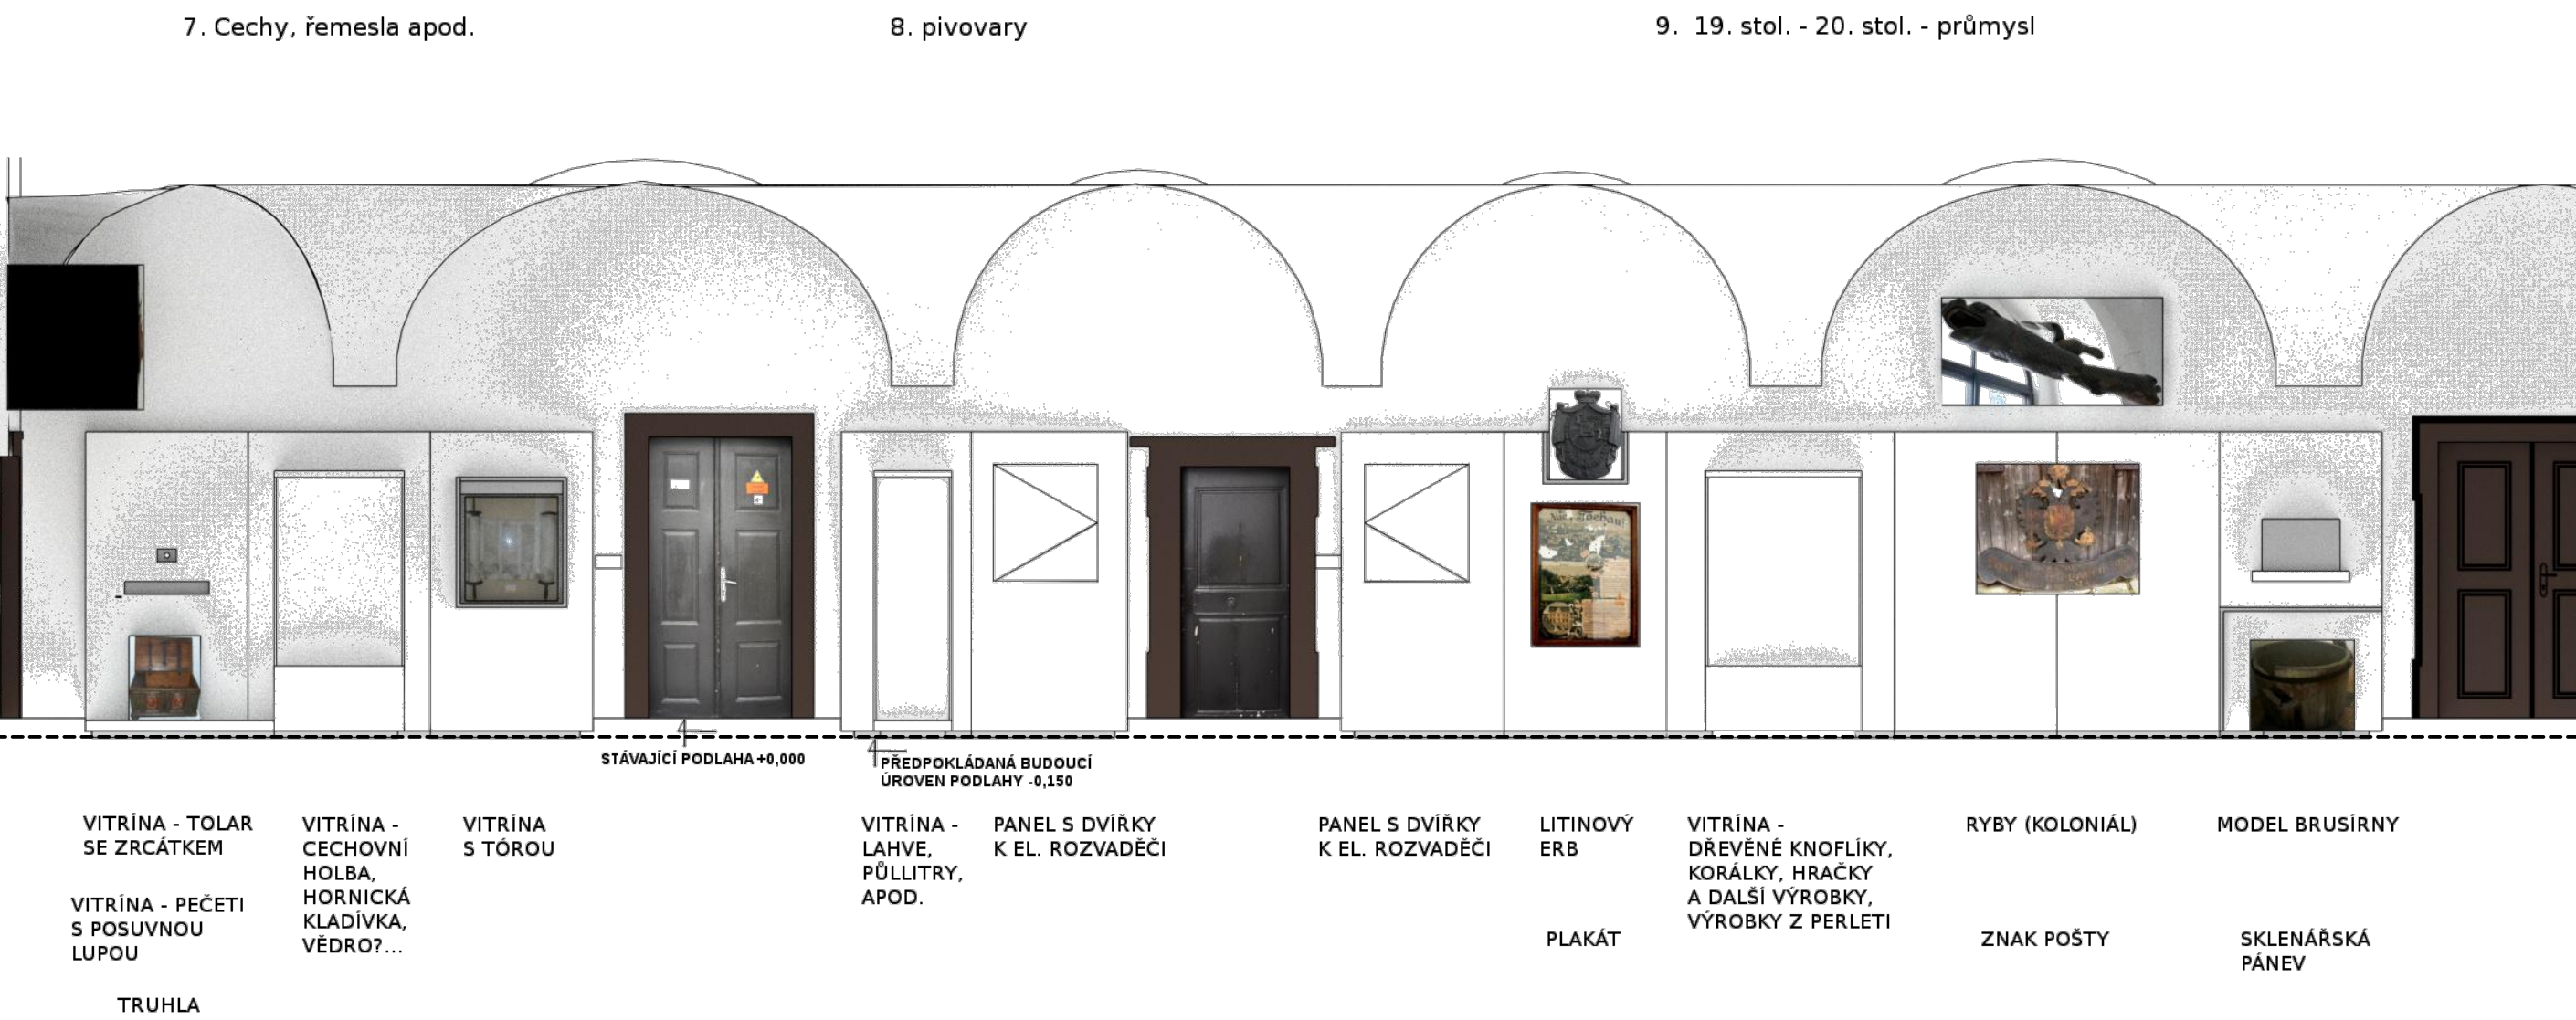 7. Cechy, řemesla apod.
8. pivovary
9. 19. stol. - 20. stol. - průmysl
STÁVAJÍCÍ PODLAHA +0,000
PŘEDPOKLÁDANÁ BUDOUCÍ
ÚROVEN PODLAHY -0,150
VITRÍNA - TOLAR
SE ZRCÁTKEM
VITRÍNA - PEČETI
S POSUVNOU
LUPOU
TRUHLA
VITRÍNA -
CECHOVNÍ
HOLBA,
HORNICKÁ
KLADÍVKA,
VĚDRO?...
VITRÍNA
S TÓROU
VITRÍNA -
LAHVE,
PŮLLITRY,
APOD.
PANEL S DVÍŘKY
K EL. ROZVADĚČI
PANEL S DVÍŘKY
K EL. ROZVADĚČI
LITINOVÝ
ERB
PLAKÁT
VITRÍNA -
DŘEVĚNÉ KNOFLÍKY,
KORÁLKY, HRAČKY
A DALŠÍ VÝROBKY,
VÝROBKY Z PERLETI
RYBY (KOLONIÁL)
ZNAK POŠTY
MODEL BRUSÍRNY
SKLENÁŘSKÁ
PÁNEV